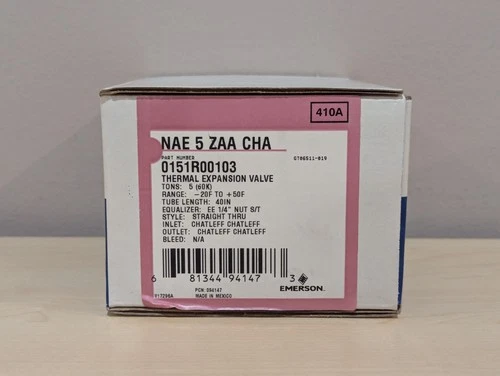 410A
NAE 5 ZAA CHA
PART NUMBER
0151R00103
THERMAL EXPANSION VALVE
TONS: 5 (60K)
RANGE: -20F TO +50F
TUBE LENGTH: 40IN
EQUALIZER: EE 1/4" NUT S/T
STYLE: STRAIGHT THRU
INLET: CHATLEFF CHATLEFF
OUTLET: CHATLEFF CHATLEFF
BLEED: N/A
6 81344 94147 3
EMERSON.
PCN 094147
MADE IN MEXICO